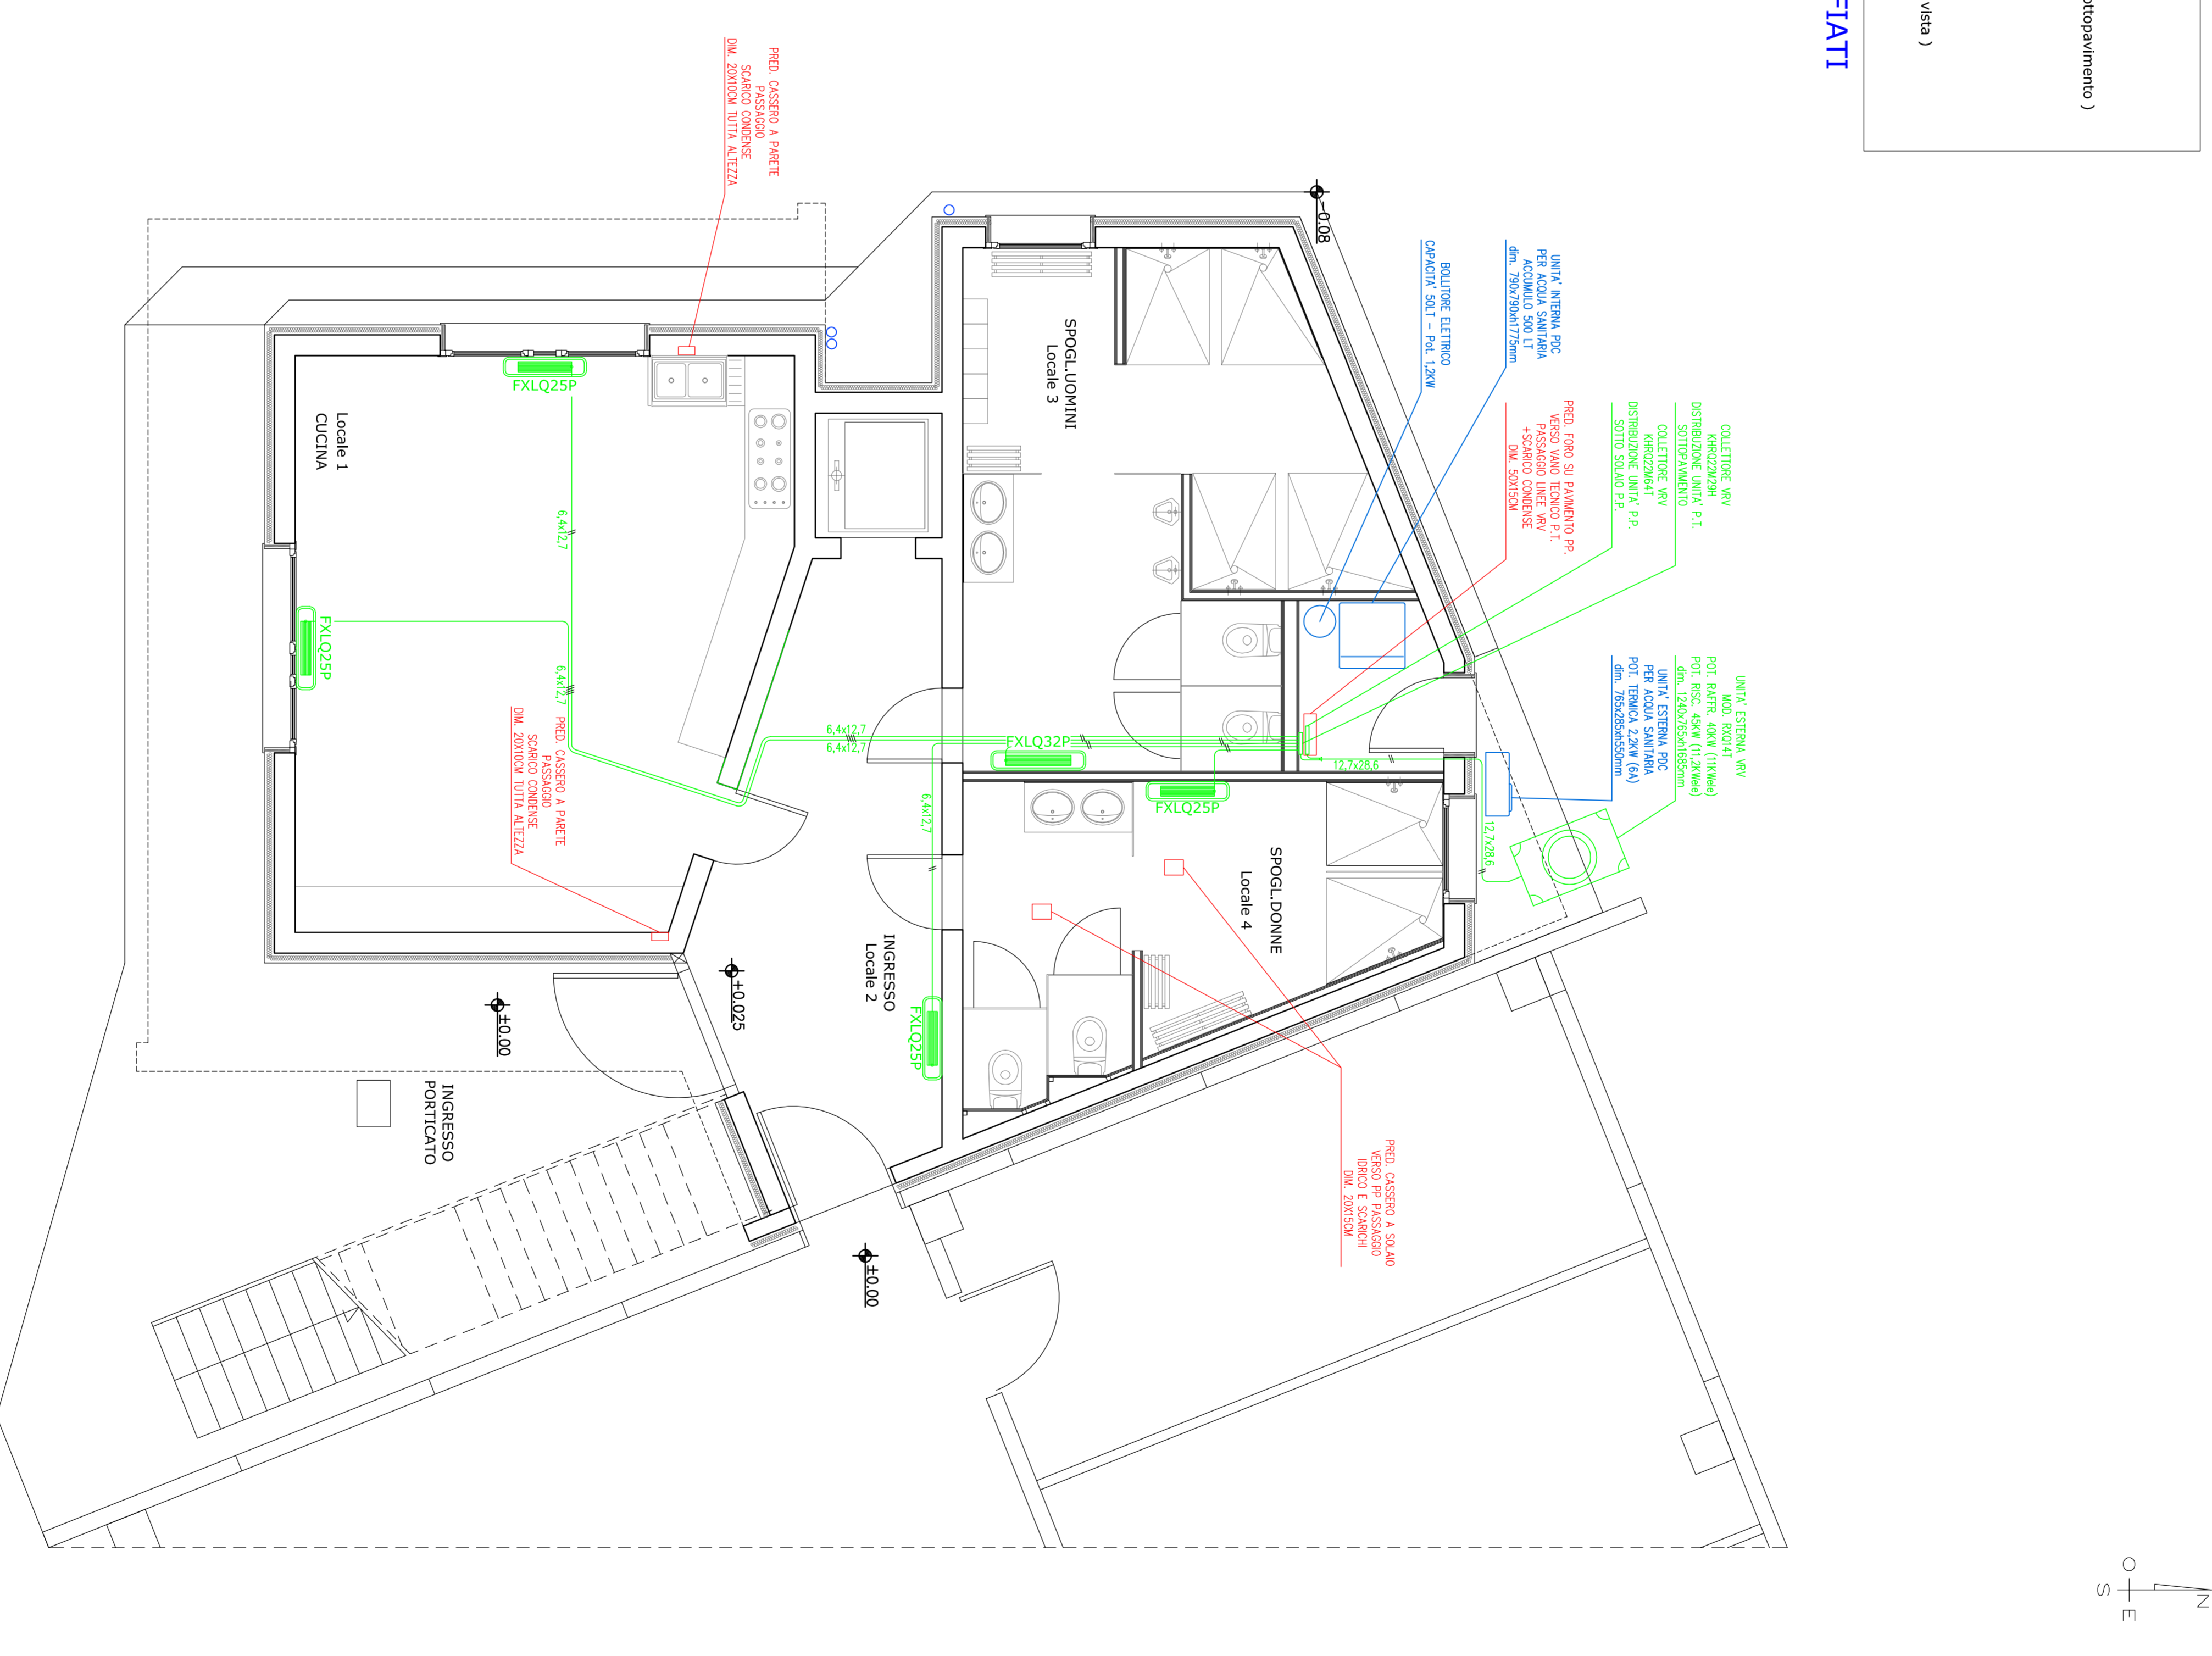 ottopavimento )
vista )
FIATI
PRED. CASSERO A PARETE
PASSAGGIO
SCARICO CONDENSE
DIM. 20X10CM TUTTA ALTEZZA
-0.08
UNITA' INTERNA PDC
PER ACQUA SANITARIA
ACCUMULO 500 LT
dim. 790x790xh1775mm
BOLLITORE ELETTRICO
CAPACITA' 50LT - Pot. 1,2KW
COLLETTORE VRV
KHRQ22M29H
DISTRIBUZIONE UNITA' P.T.
SOTTOPAVIMENTO
COLLETTORE VRV
KHRQ22M64T
DISTRIBUZIONE UNITA' P.P.
SOTTO SOLAIO P.P.
PRED. FORO SU PAVIMENTO PP.
VERSO VANO TECNICO P.T.
PASSAGGIO LINEE VRV
+SCARICO CONDENSE
DIM. 50X15CM
UNITA' ESTERNA VRV
MOD. RXQ14T
POT. RAFFR. 40KW (11KWele)
POT. RISC. 45KW (11,2KWele)
dim. 1240x765xh1685mm
UNITA' ESTERNA PDC
PER ACQUA SANITARIA
POT. TERMICA 2,2KW (6A)
dim. 765x285xh550mm
SPOGL.UOMINI
Locale 3
FXLQ25P
Locale 1
CUCINA
6,4x12,7
FXLQ25P
6,4x12,7
PRED. CASSERO A PARETE
PASSAGGIO
SCARICO CONDENSE
DIM. 20X10CM TUTTA ALTEZZA
6,4x12,7
6,4x12,7
FXLQ32P
12,7x28,6
12,7x28,6
FXLQ25P
6,4x12,7
SPOGL.DONNE
Locale 4
INGRESSO
Locale 2
FXLQ25P
+0.025
±0.00
INGRESSO
PORTICATO
PRED. CASSERO A SOLAIO
VERSO PP PASSAGGIO
IDRICO E SCARICHI
DIM. 20X15CM
±0.00
N
O
E
S